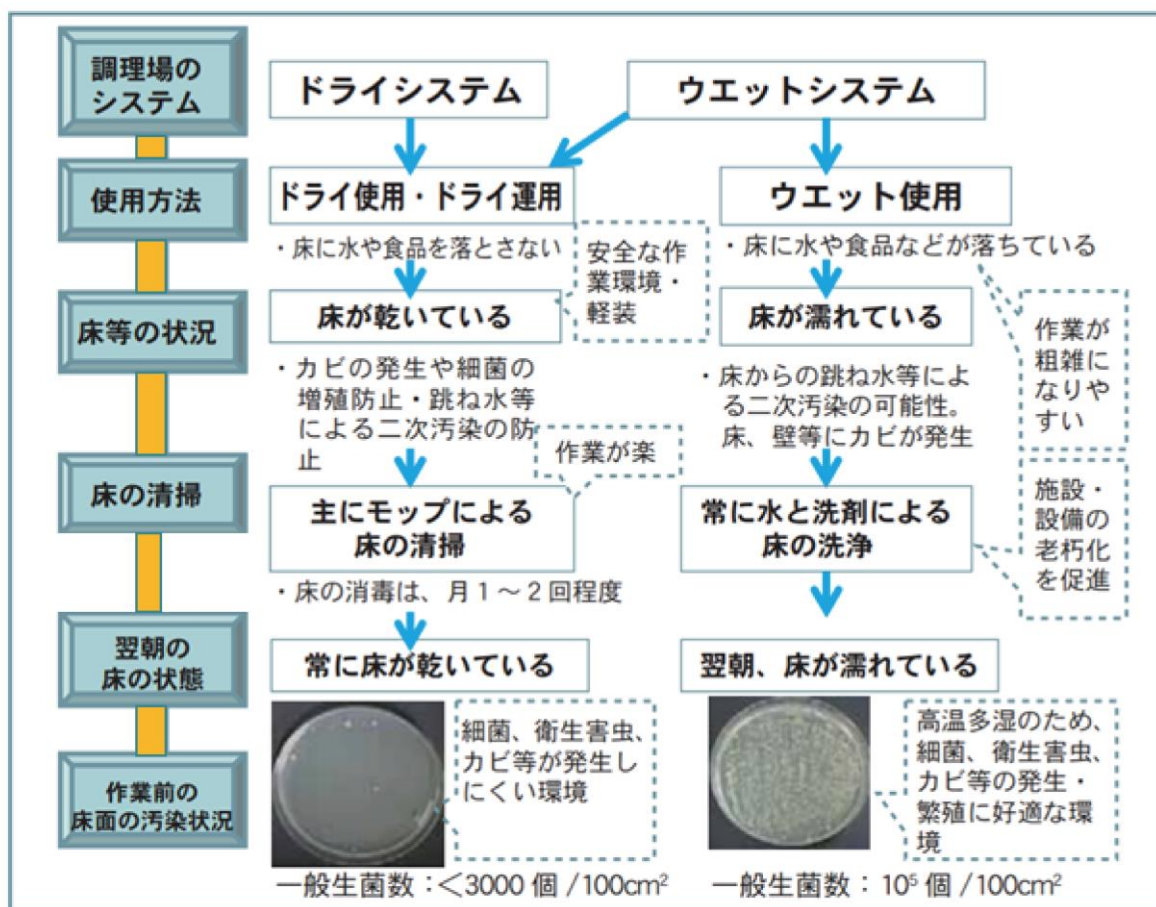 調理場の
システム
ドライシステム
ウエットシステム
使用方法
ドライ使用・ドライ運用
ウエット使用
・床に水や食品を落とさない
安全な作
業環境・
軽装
・床に水や食品などが落ちている
床等の状況
床が乾いている
床が濡れている
作業が
粗雑に
なりや
すい
・カビの発生や細菌の
増殖防止・跳ね水等
による二次汚染の防
止
・床からの跳ね水等によ
る二次汚染の可能性。
床、壁等にカビが発生
作業が楽
床の清掃
主にモップによる
床の清掃
常に水と洗剤による
床の洗浄
施設・
設備の
老朽化
を促進
・床の消毒は、月1～2回程度
翌朝の
床の状態
常に床が乾いている
翌朝、床が濡れている
細菌、衛生害虫、
カビ等が発生し
にくい環境
高温多湿のため、
細菌、衛生害虫、
カビ等の発生・
繁殖に好適な環
境
作業前の
床面の汚染状況
一般生菌数：＜3000個/100cm²
一般生菌数：10⁵個/100cm²